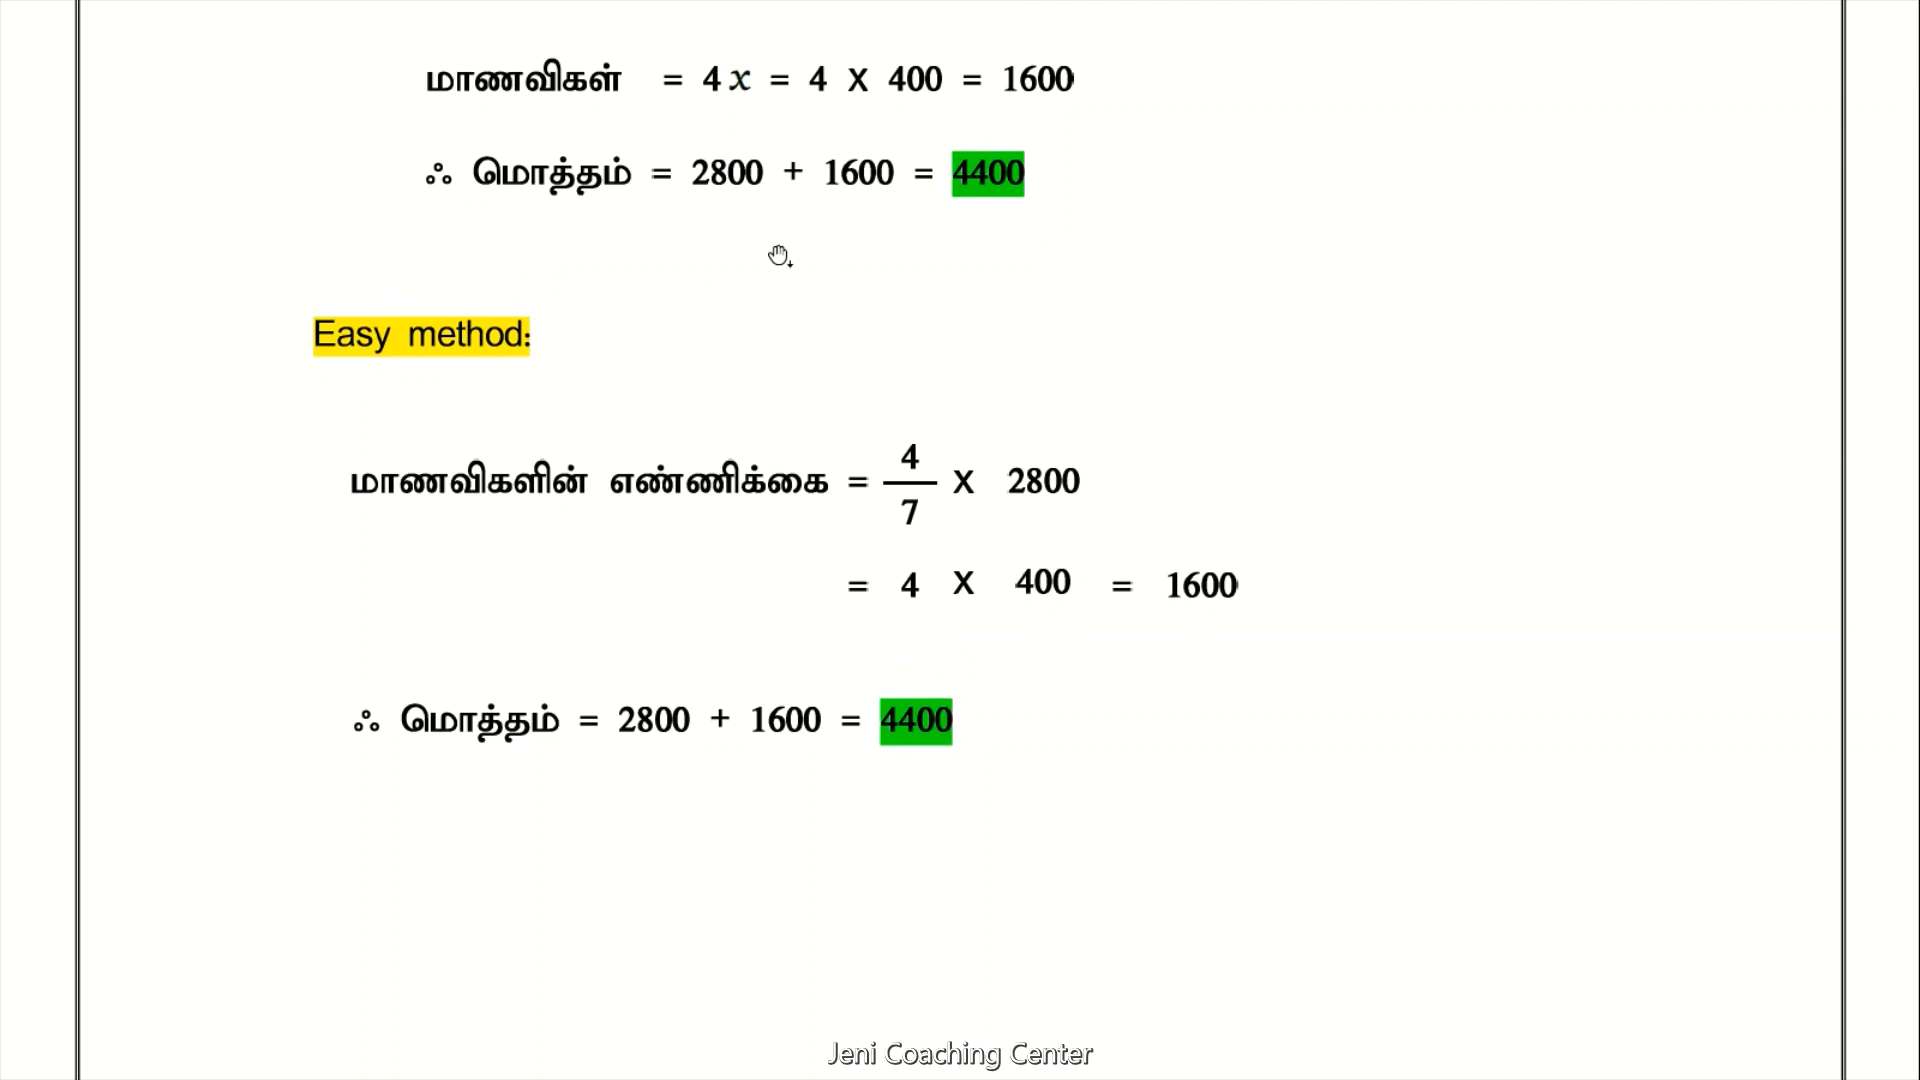 மாணவிகள் = 4x = 4 X 400 = 1600
ஃ மொத்தம் = 2800 + 1600 = 4400
Easy method:
மாணவிகளின் எண்ணிக்கை = 4/7 X 2800
= 4 X 400 = 1600
ஃ மொத்தம் = 2800 + 1600 = 4400
Jeni Coaching Center